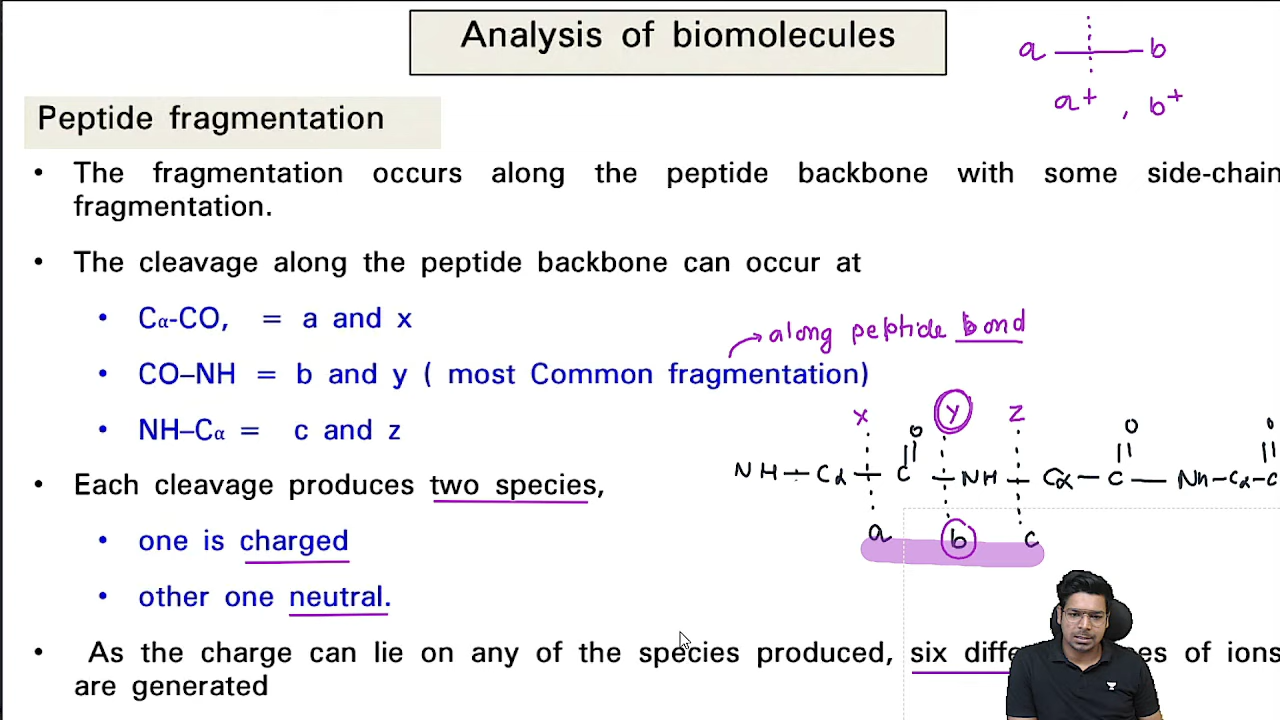 Analysis of biomolecules
a b
a+ , b+
Peptide fragmentation
• The fragmentation occurs along the peptide backbone with some side-chain
fragmentation.
• The cleavage along the peptide backbone can occur at
• Cα-CO, = a and x
along peptide bond
• CO–NH = b and y ( most Common fragmentation)
• NH–Cα = c and z
x y z
O O O
NH Cα C NH Cα C Nh Cα C
a b c
• Each cleavage produces two species,
• one is charged
• other one neutral.
• As the charge can lie on any of the species produced, six of ions
are generated